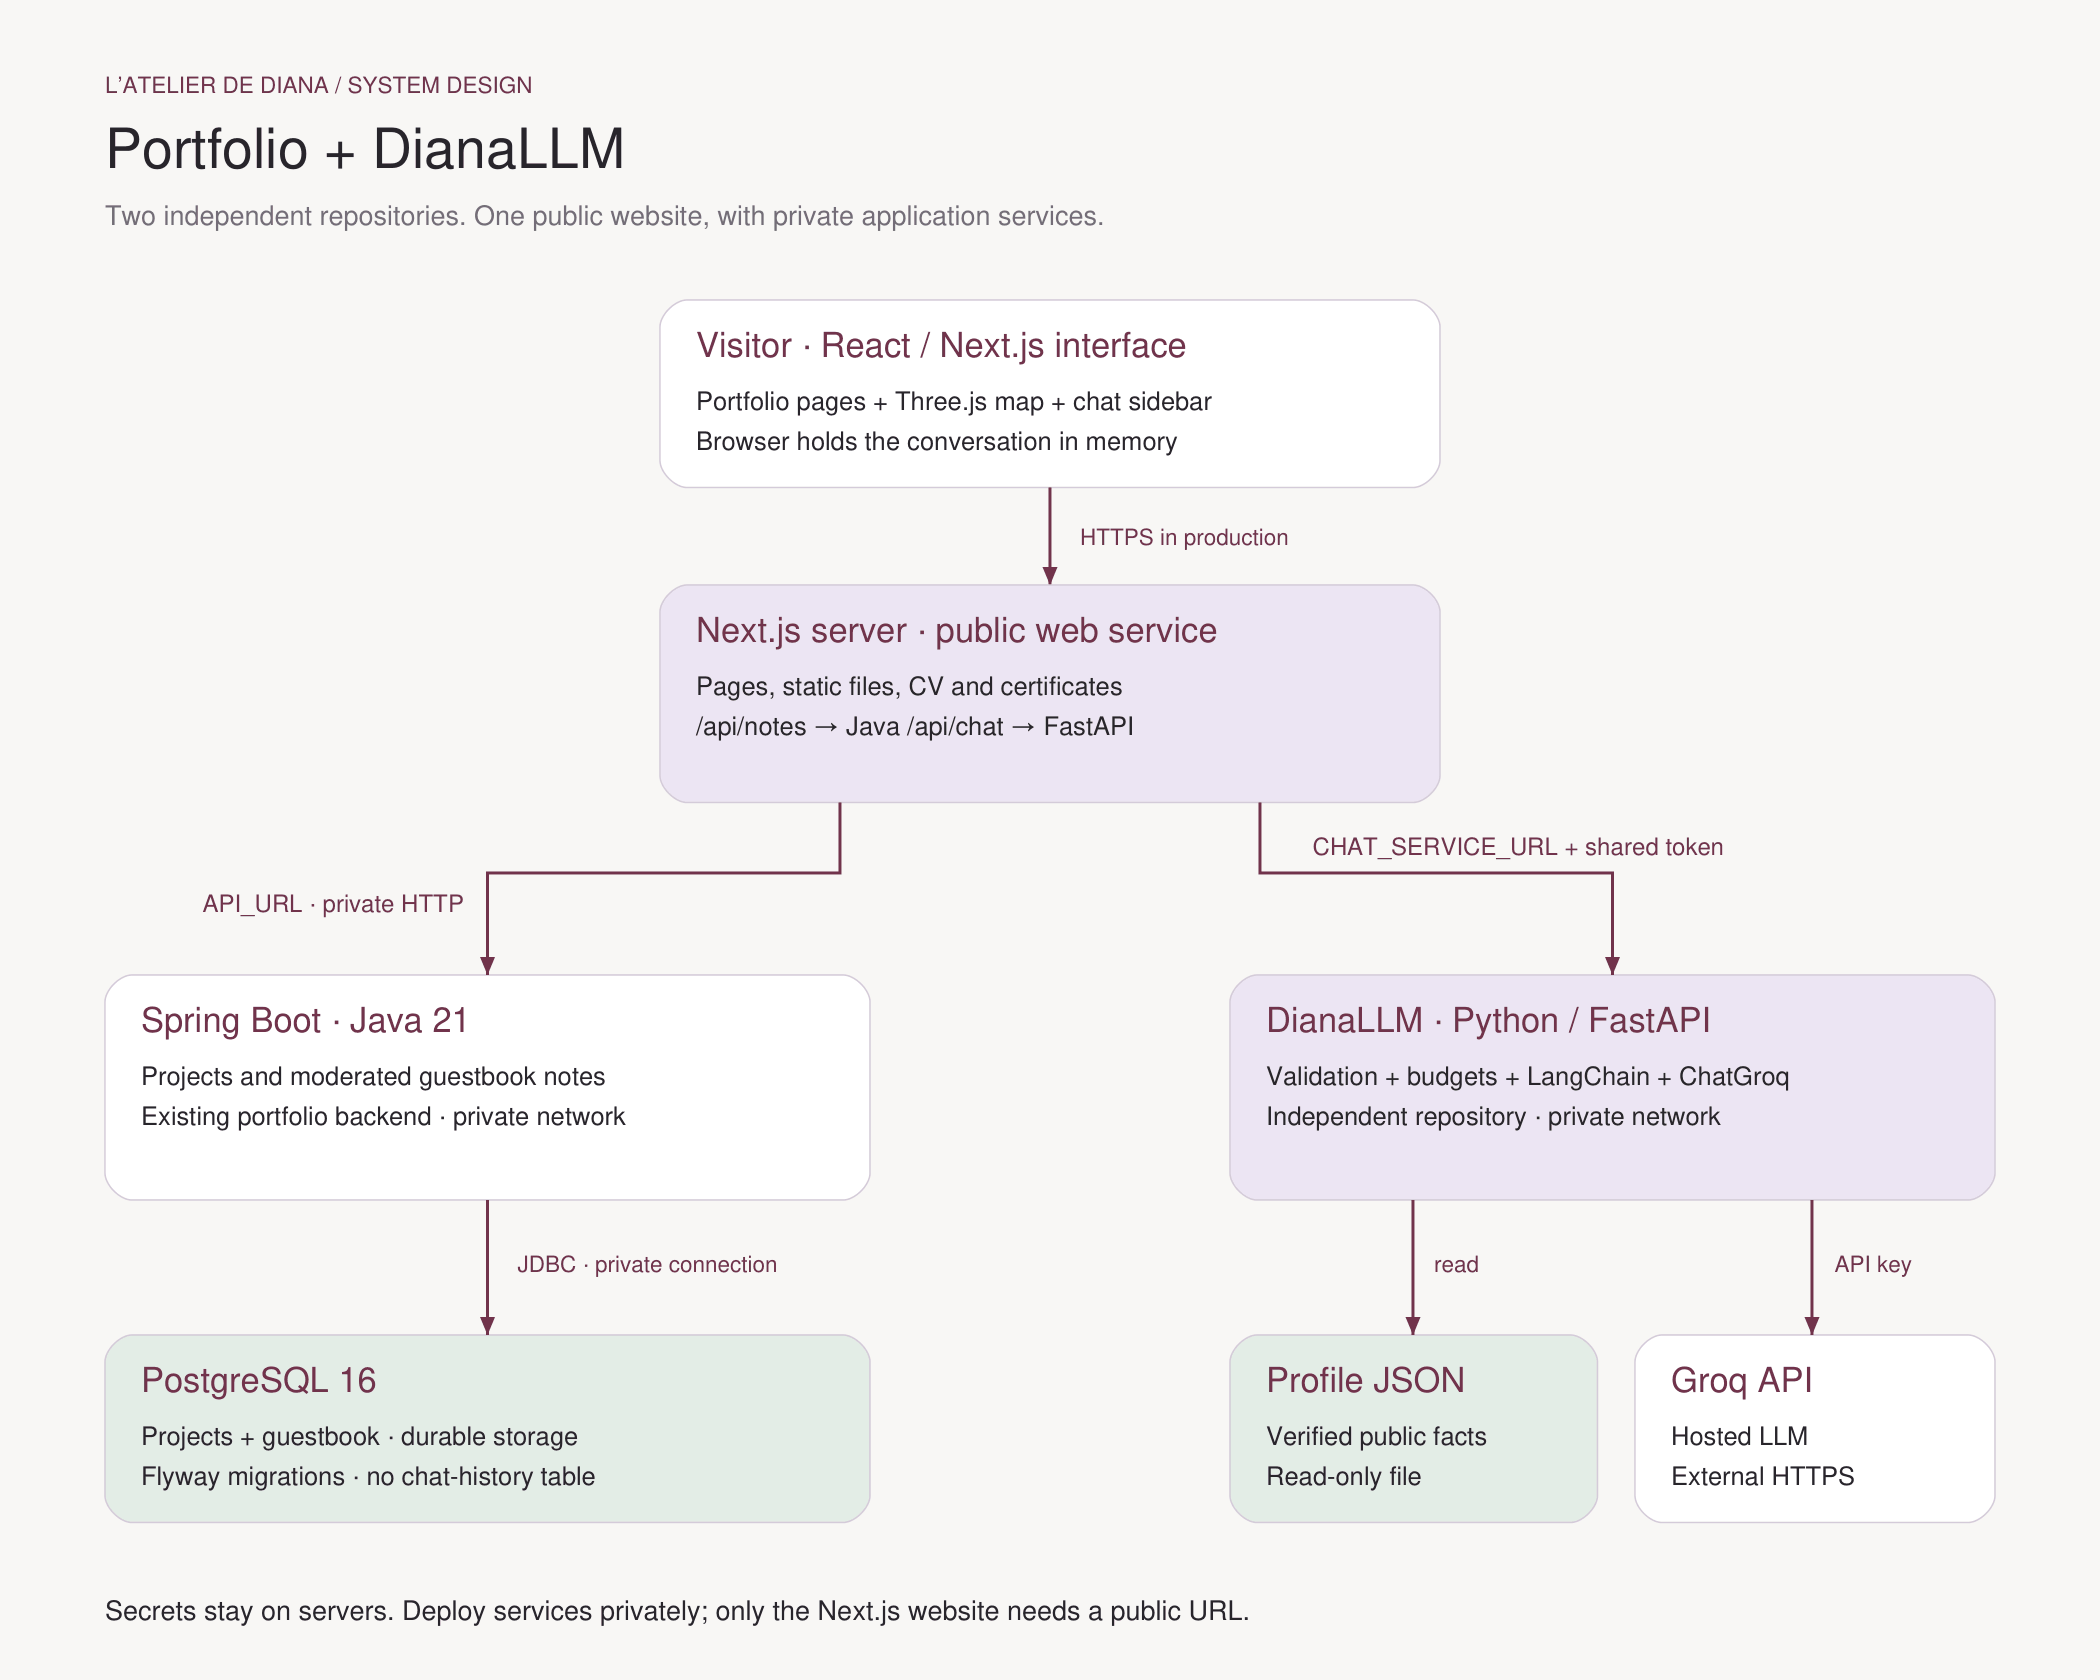 L’ATELIER DE DIANA / SYSTEM DESIGN
Portfolio + DianaLLM
Two independent repositories. One public website, with private application services.
Visitor · React / Next.js interface
Portfolio pages + Three.js map + chat sidebar
Browser holds the conversation in memory
HTTPS in production
Next.js server · public web service
Pages, static files, CV and certificates
/api/notes → Java /api/chat → FastAPI
CHAT_SERVICE_URL + shared token
API_URL · private HTTP
Spring Boot · Java 21
Projects and moderated guestbook notes
Existing portfolio backend · private network
DianaLLM · Python / FastAPI
Validation + budgets + LangChain + ChatGroq
Independent repository · private network
JDBC · private connection
read
API key
PostgreSQL 16
Projects + guestbook · durable storage
Flyway migrations · no chat-history table
Profile JSON
Verified public facts
Read-only file
Groq API
Hosted LLM
External HTTPS
Secrets stay on servers. Deploy services privately; only the Next.js website needs a public URL.